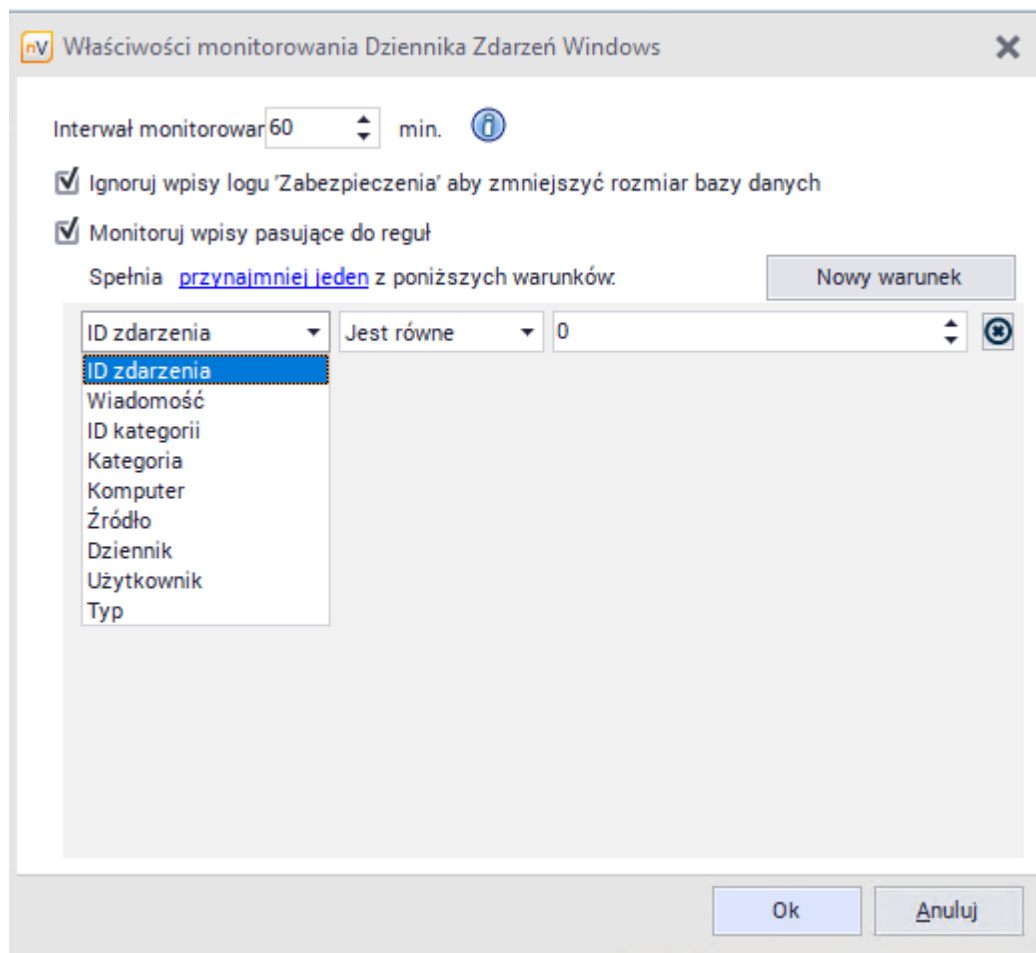 nV Właściwości monitorowania Dziennika Zdarzeń Windows
Interwał monitorowar 60 min.
Ignoruj wpisy logu 'Zabezpieczenia' aby zmniejszyć rozmiar bazy danych
Monitoruj wpisy pasujące do reguł
Spełnia przynajmniej jeden z poniższych warunków: Nowy warunek
ID zdarzenia Jest równe 0
ID zdarzenia
Wiadomość
ID kategorii
Kategoria
Komputer
Źródło
Dziennik
Użytkownik
Typ
Ok Anuluj